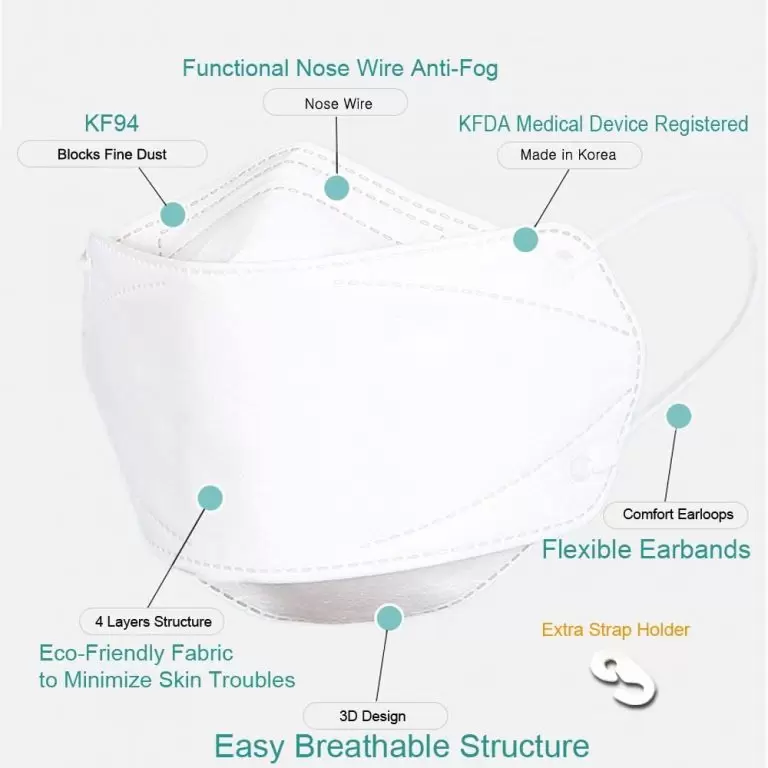 Functional Nose Wire Anti-Fog
Nose Wire
KF94
Blocks Fine Dust
KFDA Medical Device Registered
Made in Korea
Comfort Earloops
Flexible Earbands
4 Layers Structure
Eco-Friendly Fabric
to Minimize Skin Troubles
Extra Strap Holder
3D Design
Easy Breathable Structure